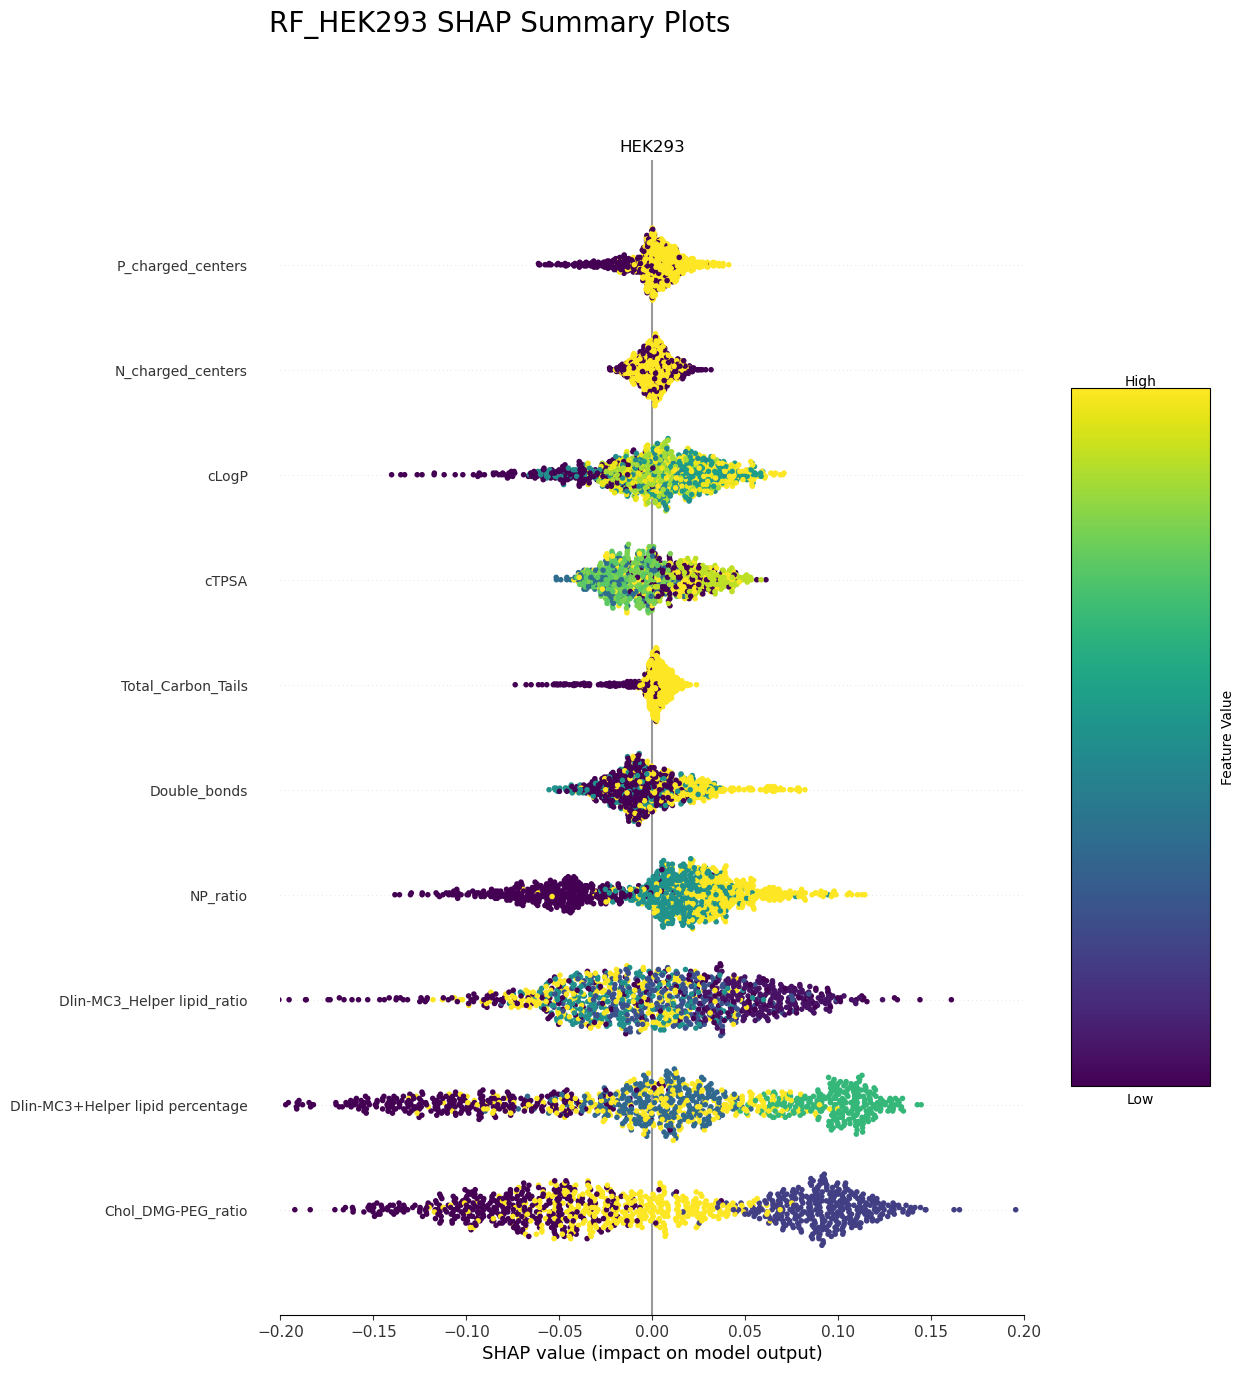 RF_HEK293 SHAP Summary Plots
HEK293
P_charged_centers
N_charged_centers
cLogP
cTPSA
Total_Carbon_Tails
Double_bonds
NP_ratio
Dlin-MC3_Helper lipid_ratio
Dlin-MC3+Helper lipid percentage
Chol_DMG-PEG_ratio
−0.20 −0.15 −0.10 −0.05 0.00 0.05 0.10 0.15 0.20
SHAP value (impact on model output)
High
Feature Value
Low